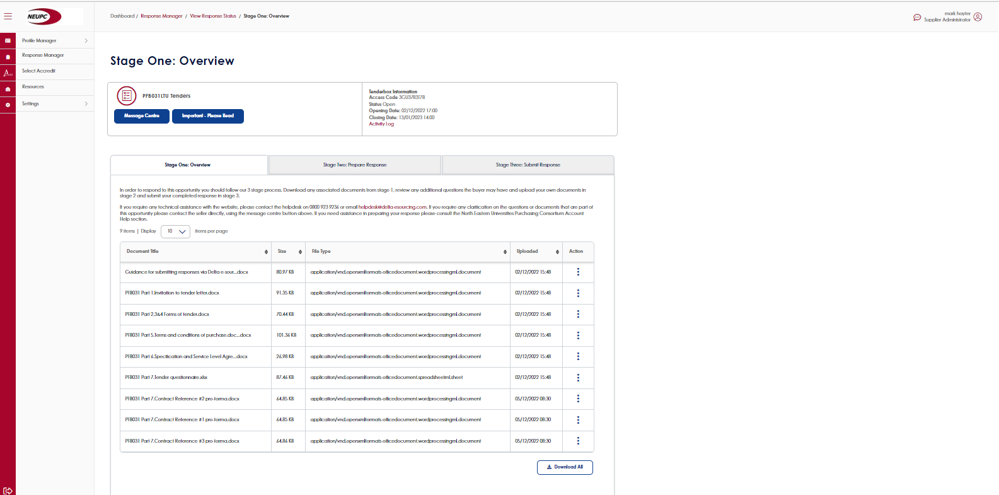 NEUPC
Dashboard / Response Manager / View Response Status / Stage One: Overview
mark hayter
Supplier Administrator
Profile Manager
Response Manager
Select Accredit
Resources
Settings
Stage One: Overview
PFB031 LTU Tenders
Message Centre
Important - Please Read
Tenderbox Information
Access Code 3GU3783178
Status Open
Opening Date: 02/12/2022 17:00
Closing Date: 13/01/2023 14:00
Activity Log
Stage One: Overview
Stage Two: Prepare Response
Stage Three: Submit Response
In order to respond to this opportunity you should follow our 3 stage process. Download any associated documents from stage 1, review any additional questions the buyer may have and upload your own documents in
stage 2 and submit your completed response in stage 3.
If you require any technical assistance with the website, please contact the helpdesk on 0800 923 9236 or email helpdesk@delta-esourcing.com. If you require any clarification on the questions or documents that are part of
this opportunity please contact the seller directly, using the message centre button above. If you need assistance in preparing your response please consult the North Eastern Universities Purchasing Consortium Account
Help section.
9 items | Display 10 items per page
Document Title Size File Type Uploaded Action
Guidance for submitting responses via Delta e-sour...docx 80.97 KB application/vnd.openxmlformats-officedocument.wordprocessingml.document 02/12/2022 15:48
PFB031 Part 1.Invitation to tender letter.docx 91.35 KB application/vnd.openxmlformats-officedocument.wordprocessingml.document 02/12/2022 15:48
PFB031 Part 2,3&4 Forms of tender.docx 70.44 KB application/vnd.openxmlformats-officedocument.wordprocessingml.document 02/12/2022 15:48
PFB031 Part 5.Terms and conditions of purchase.doc...docx 101.36 KB application/vnd.openxmlformats-officedocument.wordprocessingml.document 02/12/2022 15:48
PFB031 Part 6.Specification and Service Level Agre...docx 26.98 KB application/vnd.openxmlformats-officedocument.wordprocessingml.document 02/12/2022 15:48
PFB031 Part 7.Tender questionnaire.xlsx 87.46 KB application/vnd.openxmlformats-officedocument.spreadsheetml.sheet 02/12/2022 15:48
PFB031 Part 7.Contract Reference #2 pro-forma.docx 64.85 KB application/vnd.openxmlformats-officedocument.wordprocessingml.document 05/12/2022 08:30
PFB031 Part 7.Contract Reference #1 pro-forma.docx 64.85 KB application/vnd.openxmlformats-officedocument.wordprocessingml.document 05/12/2022 08:30
PFB031 Part 7.Contract Reference #3 pro-forma.docx 64.86 KB application/vnd.openxmlformats-officedocument.wordprocessingml.document 05/12/2022 08:30
Download All